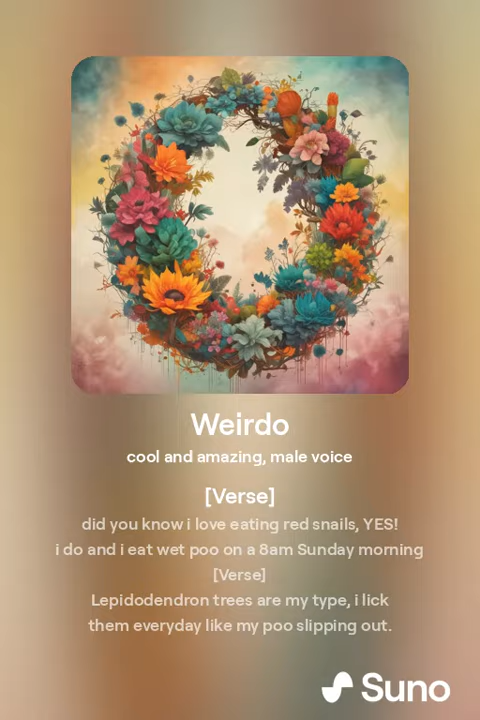 Weirdo
cool and amazing, male voice
[Verse]
did you know i love eating red snails, YES!
i do and i eat wet poo on a 8am Sunday morning
[Verse]
Lepidodendron trees are my type, i lick
them everyday like my poo slipping out.
Suno